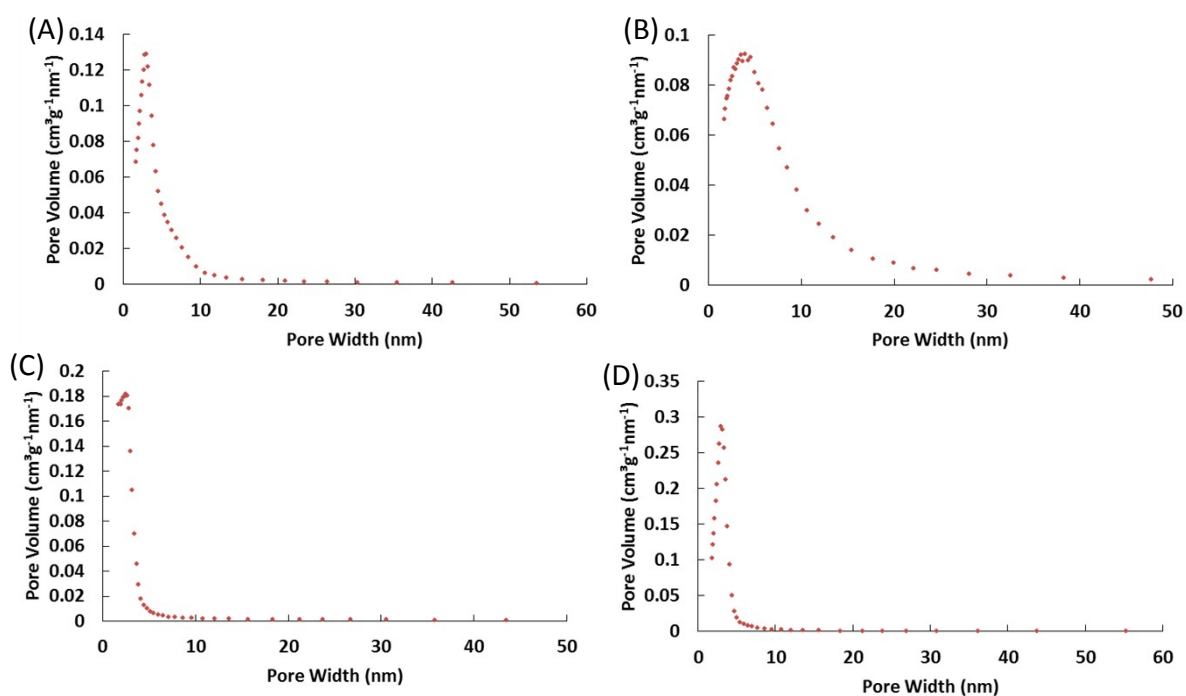 (A)
Pore Volume (cm³g⁻¹nm⁻¹)
0.14
0.12
0.1
0.08
0.06
0.04
0.02
0
0 10 20 30 40 50 60
Pore Width (nm)
(B)
Pore Volume (cm³g⁻¹nm⁻¹)
0.1
0.08
0.06
0.04
0.02
0
0 10 20 30 40 50
Pore Width (nm)
(C)
Pore Volume (cm³g⁻¹nm⁻¹)
0.2
0.18
0.16
0.14
0.12
0.1
0.08
0.06
0.04
0.02
0
0 10 20 30 40 50
Pore Width (nm)
(D)
Pore Volume (cm³g⁻¹nm⁻¹)
0.35
0.3
0.25
0.2
0.15
0.1
0.05
0
0 10 20 30 40 50 60
Pore Width (nm)